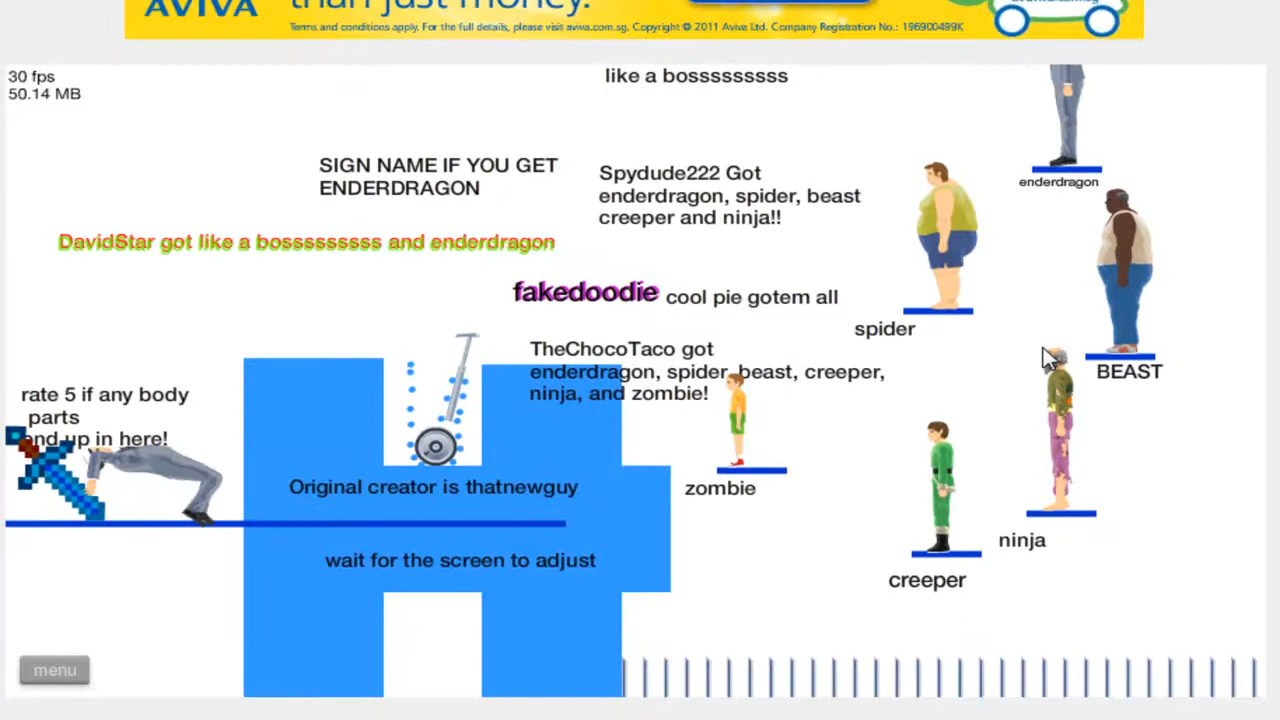 AVIVA
than just money.
Terms and conditions apply. For the full details, please visit aviva.com.sg. Copyright © 2011 Aviva Ltd. Company Registration No.: 196900499K
30 fps
50.14 MB
like a bosssssssss
enderdragon
SIGN NAME IF YOU GET
ENDERDRAGON
Spydude222 Got
enderdragon, spider, beast
creeper and ninja!!
DavidStar got like a bosssssssss and enderdragon
fakedoodie cool pie gotem all
spider
BEAST
TheChocoTaco got
enderdragon, spider, beast, creeper,
ninja, and zombie!
rate 5 if any body
parts
end up in here!
Original creator is thatnewguy
zombie
ninja
wait for the screen to adjust
creeper
menu